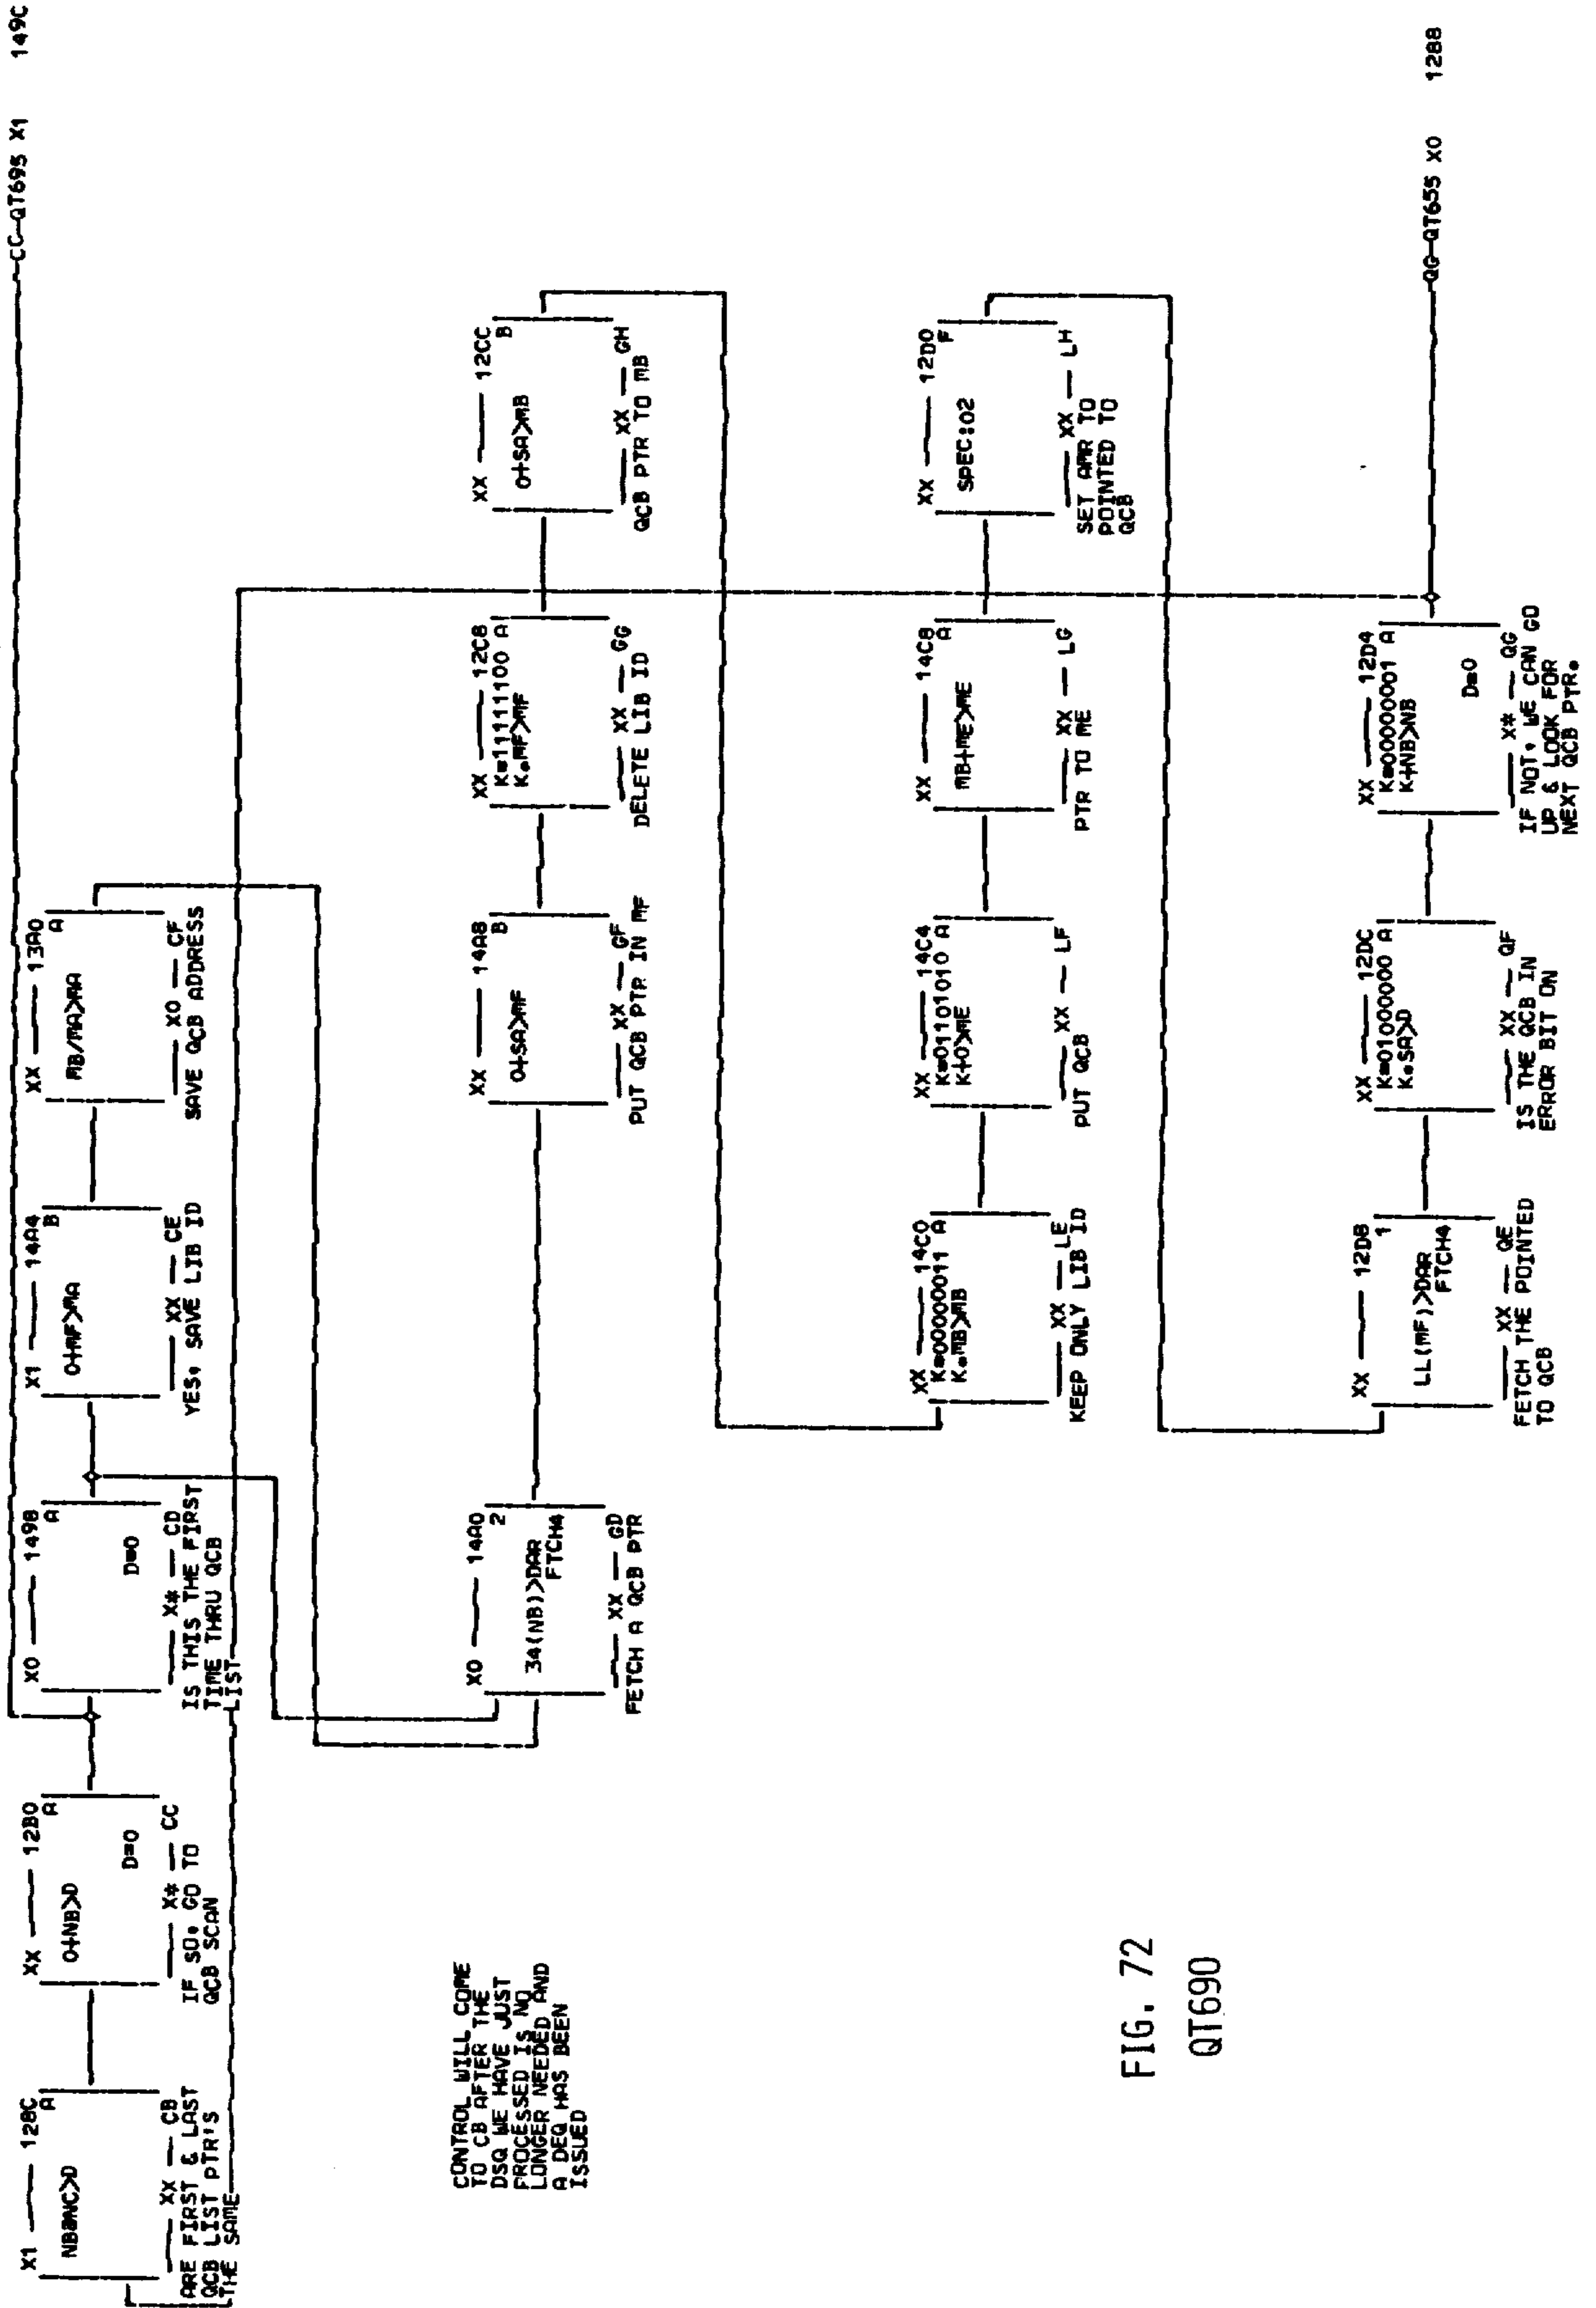 X1 —— 128C
A
NB@NC>D
—— XX — CB
ARE FIRST & LAST
QCB LIST PTR'S
THE SAME
XX —— 12B0
A
0+NB>D
D=0
—— X* — CC
IF SO, GO TO
QCB SCAN
X0 —— 1498
A
D=0
—— X* — CD
IS THIS THE FIRST
TIME THRU QCB
LIST
X1 —— 14A4
B
0+MF>MA
—— XX — CE
YES, SAVE LIB ID
XX —— 13A0
A
MB/MA>MA
—— X0 — CF
SAVE QCB ADDRESS
CC-QT695 X1 149C
CONTROL WILL COME
TO CB AFTER THE
DSQ WE HAVE JUST
PROCESSED IS NO
LONGER NEEDED AND
A DEQ HAS BEEN
ISSUED
X0 —— 14A0
2
34(NB)>DAR
FTCH4
—— XX — GD
FETCH A QCB PTR
XX —— 14A8
B
0+SA>MF
—— XX — GF
PUT QCB PTR IN MF
XX —— 12C8
K=11111100 A
K.MF>MF
—— XX — GG
DELETE LIB ID
XX —— 12CC
B
0+SA>MB
—— XX — GH
QCB PTR TO MB
XX —— 14C0
K=00000011 A
K.MB>MB
—— XX — LE
KEEP ONLY LIB ID
XX —— 14C4
K=01101010 A
K+0>ME
—— XX — LF
PUT QCB
XX —— 14C8
A
MB+ME>ME
—— XX — LG
PTR TO ME
XX —— 12D0
F
SPEC:02
—— XX — LH
SET AMR TO
POINTED TO
QCB
XX —— 12D8
1
LL(MF)>DAR
FTCH4
—— XX — QE
FETCH THE POINTED
TO QCB
XX —— 12DC
K=01000000 A
K.SA>D
—— XX — QF
IS THE QCB IN
ERROR BIT ON
XX —— 12D4
K=00000001 A
K+NB>NB
D=0
—— X* — QG
IF NOT, WE CAN GO
UP & LOOK FOR
NEXT QCB PTR.
QG-QT655 X0 1288
FIG. 72
QT690